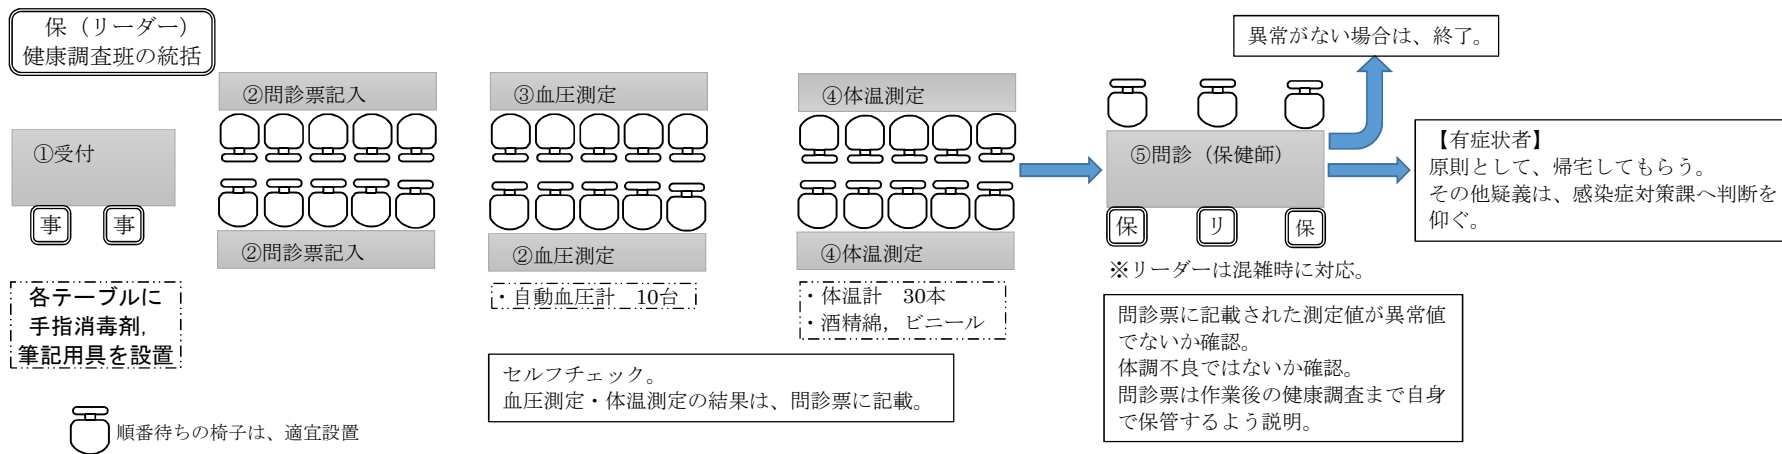 保（リーダー）
健康調査班の統括
①受付
事
事
各テーブルに
手指消毒剤，
筆記用具を設置
順番待ちの椅子は、適宜設置
②問診票記入
②問診票記入
③血圧測定
②血圧測定
・自動血圧計　10台
④体温測定
④体温測定
・体温計　30本
・酒精綿，ビニール
セルフチェック。
血圧測定・体温測定の結果は、問診票に記載。
⑤問診（保健師）
保
リ
保
※リーダーは混雑時に対応。
問診票に記載された測定値が異常値
でないか確認。
体調不良ではないか確認。
問診票は作業後の健康調査まで自身
で保管するよう説明。
異常がない場合は、終了。
【有症状者】
原則として、帰宅してもらう。
その他疑義は、感染症対策課へ判断を
仰ぐ。